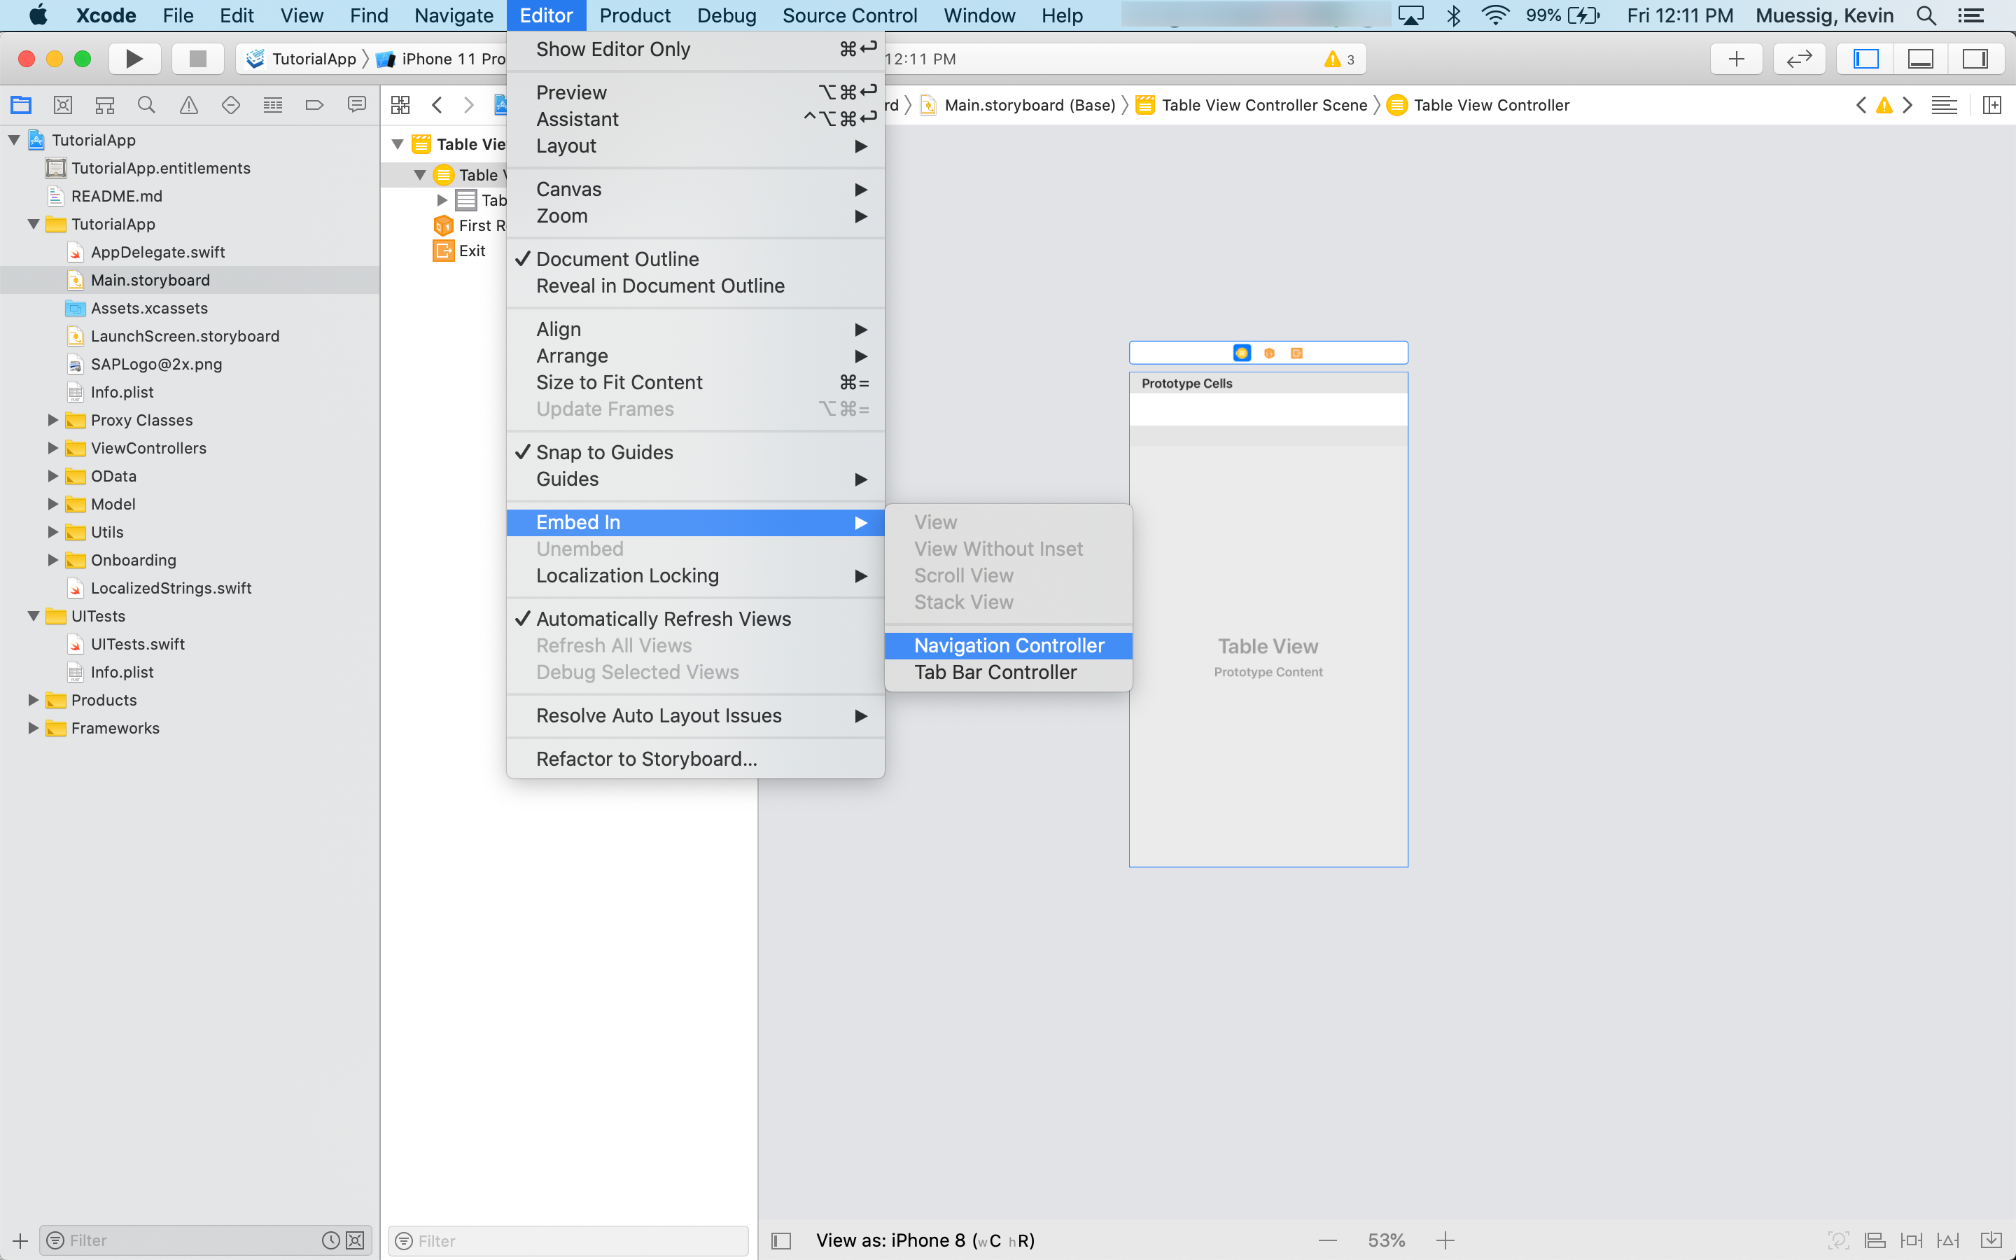 Xcode File Edit View Find Navigate Editor Product Debug Source Control Window Help 99% Fri 12:11 PM Muessig, Kevin
TutorialApp iPhone 11 Pro 12:11 PM 3
Main.storyboard (Base) Table View Controller Scene Table View Controller
TutorialApp
TutorialApp.entitlements
README.md
TutorialApp
AppDelegate.swift
Main.storyboard
Assets.xcassets
LaunchScreen.storyboard
SAPLogo@2x.png
Info.plist
Proxy Classes
ViewControllers
OData
Model
Utils
Onboarding
LocalizedStrings.swift
UITests
UITests.swift
Info.plist
Products
Frameworks
Filter
Table Vie
Table V
Tab
First R
Exit
Filter
Show Editor Only ⌘↩
Preview ⌥⌘↩
Assistant ^⌥⌘↩
Layout
Canvas
Zoom
✓ Document Outline
Reveal in Document Outline
Align
Arrange
Size to Fit Content ⌘=
Update Frames ⌥⌘=
✓ Snap to Guides
Guides
Embed In
Unembed
Localization Locking
✓ Automatically Refresh Views
Refresh All Views
Debug Selected Views
Resolve Auto Layout Issues
Refactor to Storyboard...
View
View Without Inset
Scroll View
Stack View
Navigation Controller
Tab Bar Controller
Prototype Cells
Table View
Prototype Content
View as: iPhone 8 (wC hR) — 53% +